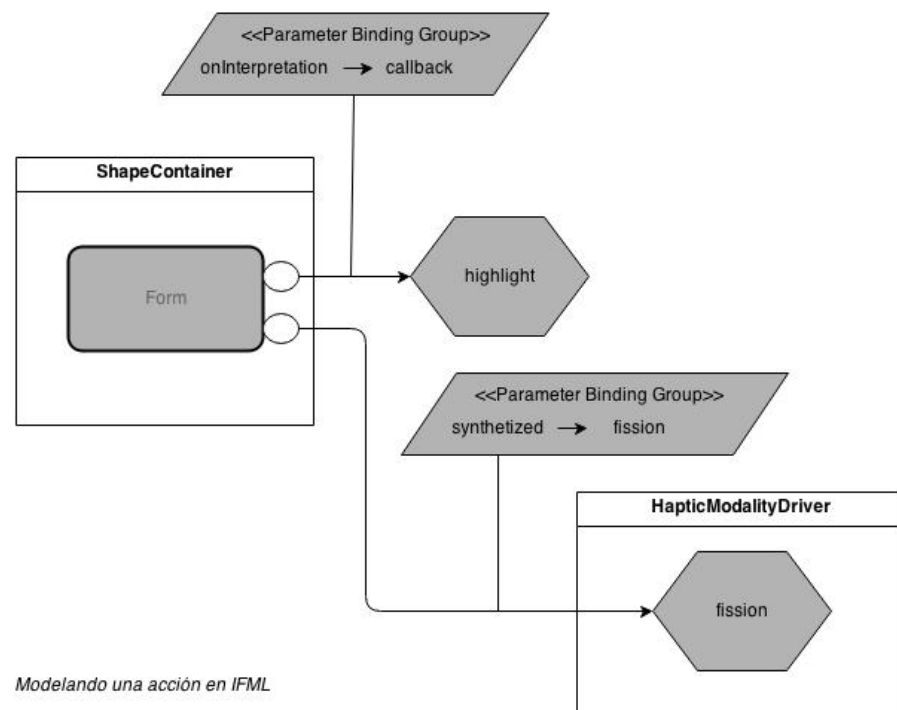 <<Parameter Binding Group>>
onInterpretation → callback
ShapeContainer
Form
highlight
<<Parameter Binding Group>>
synthetized → fission
HapticModalityDriver
fission
Modelando una acción en IFML